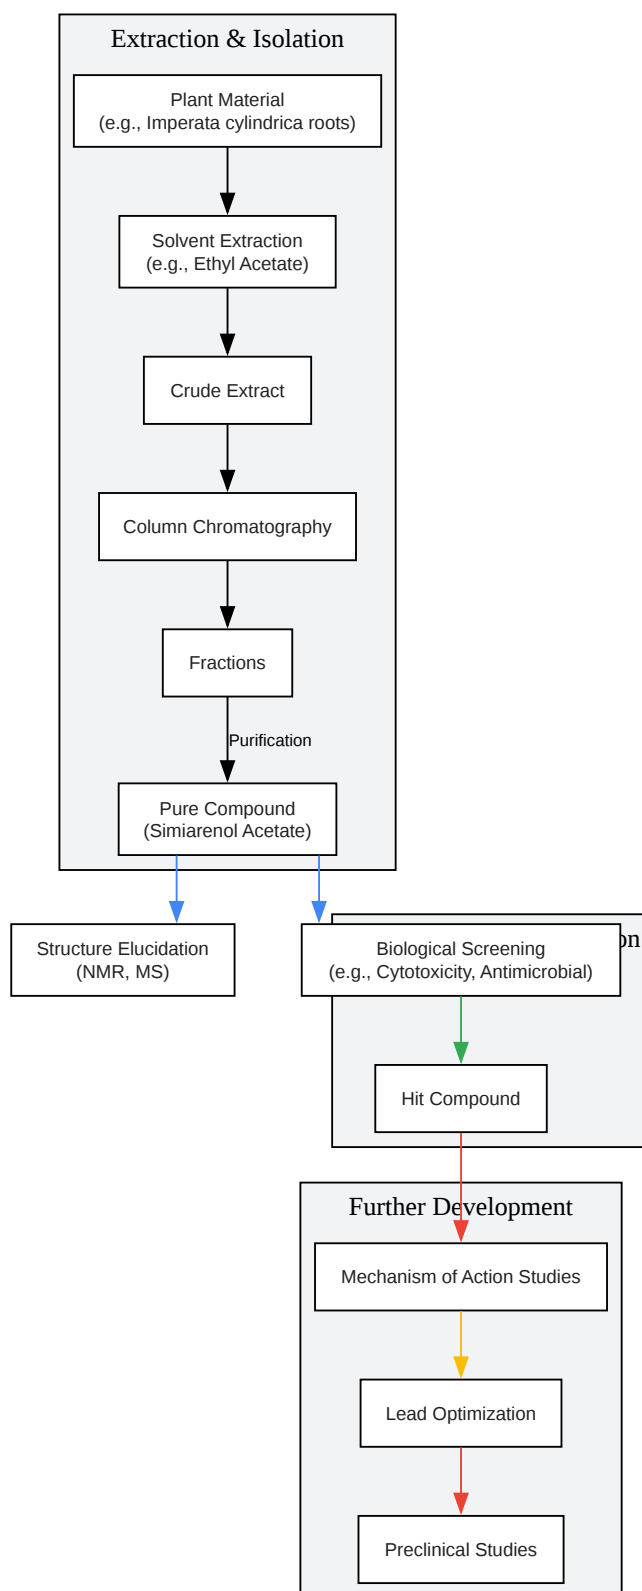 Extraction & Isolation
Plant Material
(e.g., Imperata cylindrica roots)
Solvent Extraction
(e.g., Ethyl Acetate)
Crude Extract
Column Chromatography
Fractions
Purification
Pure Compound
(Simiarenol Acetate)
Structure Elucidation
(NMR, MS)
Biological Screening
(e.g., Cytotoxicity, Antimicrobial)
Hit Compound
Further Development
Mechanism of Action Studies
Lead Optimization
Preclinical Studies